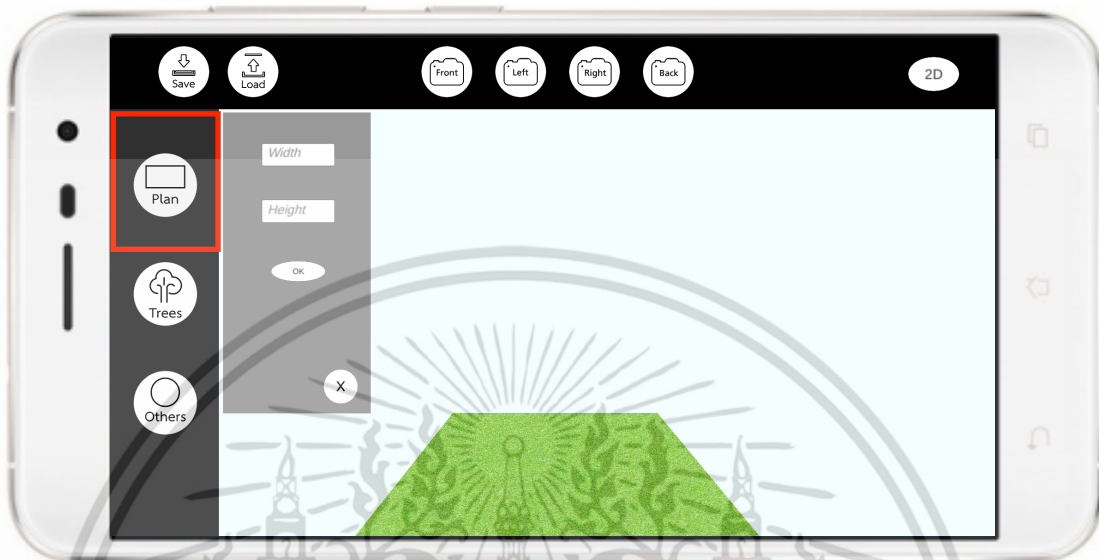 Save
Load
Front
Left
Right
Back
2D
Plan
Width
Height
OK
Trees
X
Others